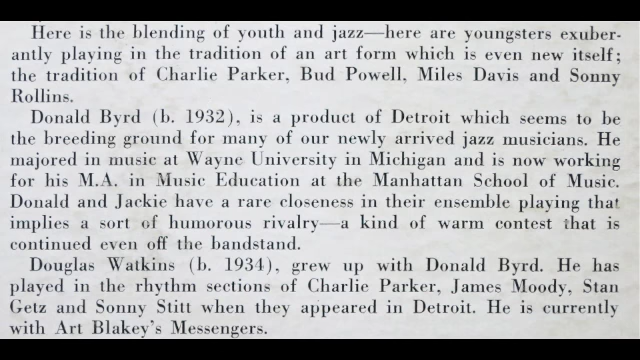 Here is the blending of youth and jazz—here are youngsters exuber-
antly playing in the tradition of an art form which is even new itself;
the tradition of Charlie Parker, Bud Powell, Miles Davis and Sonny
Rollins.
Donald Byrd (b. 1932), is a product of Detroit which seems to be
the breeding ground for many of our newly arrived jazz musicians. He
majored in music at Wayne University in Michigan and is now working
for his M.A. in Music Education at the Manhattan School of Music.
Donald and Jackie have a rare closeness in their ensemble playing that
implies a sort of humorous rivalry—a kind of warm contest that is
continued even off the bandstand.
Douglas Watkins (b. 1934), grew up with Donald Byrd. He has
played in the rhythm sections of Charlie Parker, James Moody, Stan
Getz and Sonny Stitt when they appeared in Detroit. He is currently
with Art Blakey's Messengers.